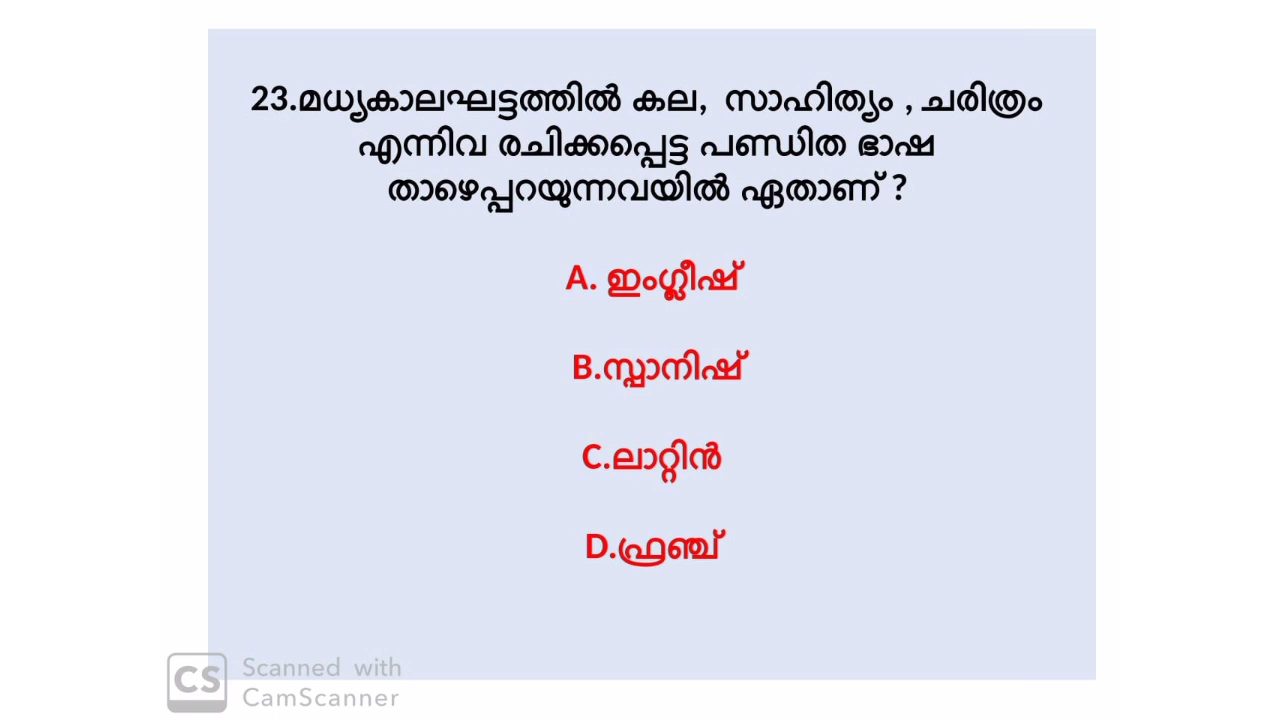 23.മധ്യകാലഘട്ടത്തിൽ കല, സാഹിത്യം , ചരിത്രം
എന്നിവ രചിക്കപ്പെട്ട പണ്ഡിത ഭാഷ
താഴെപ്പറയുന്നവയിൽ ഏതാണ് ?
A. ഇംഗ്ലീഷ്
B.സ്പാനിഷ്
C.ലാറ്റിൻ
D.ഫ്രഞ്ച്
CS Scanned with
CamScanner